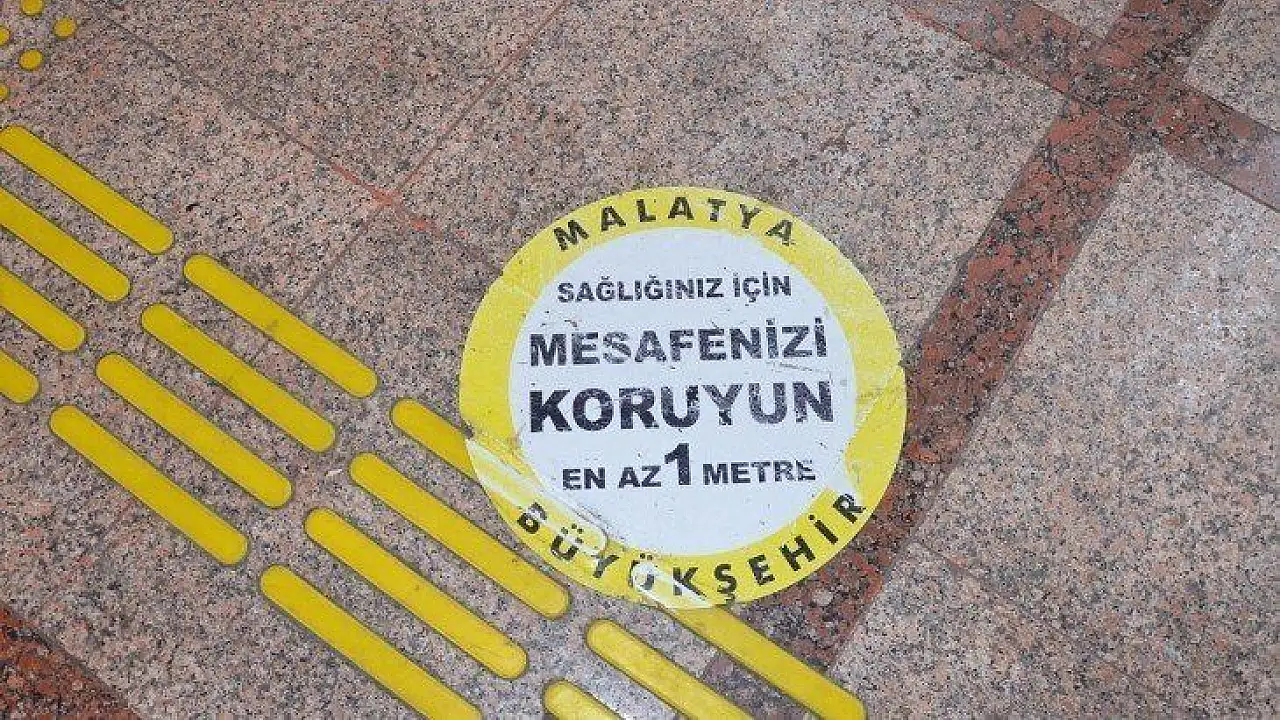 MALATYA
SAĞLIĞINIZ İÇİN
MESAFENİZİ
KORUYUN
EN AZ 1 METRE
BÜYÜKŞEHİR